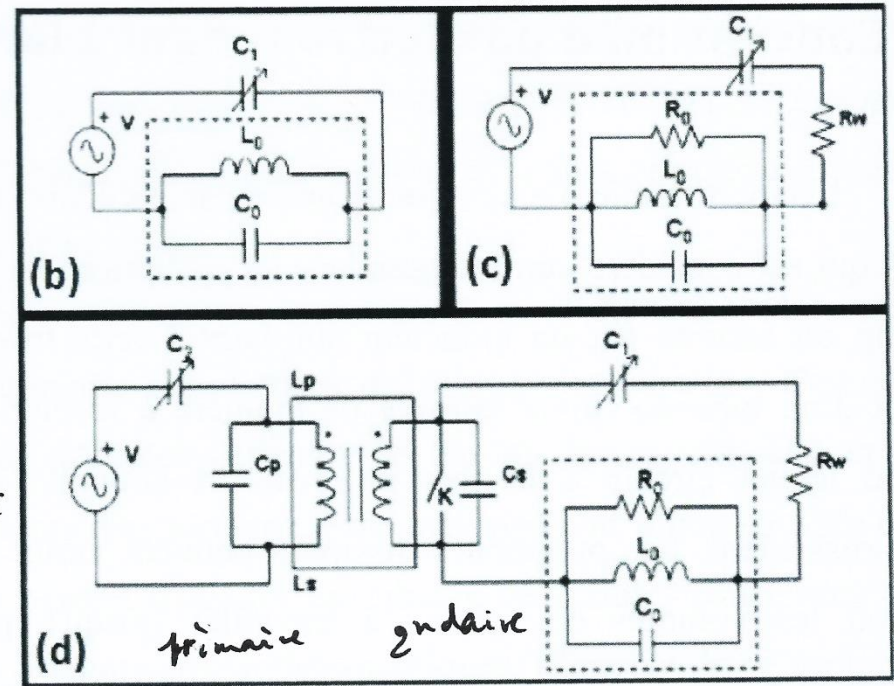 C₁
+ V
L₀
C₀
(b)
C₁
+ V
R₀
Rw
L₀
C₀
(c)
C₂
Lp
C₁
+ V
Cp
K
Cs
Rw
R₀
L₀
Ls
C₀
(d)
primaire 2ndaire